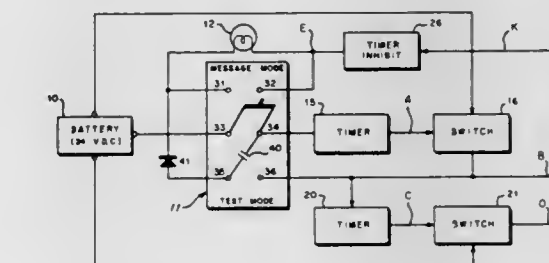 12
E
26
K
TIMER
INHIBIT
MESSAGE MODE
31
32
10
BATTERY
(24 V.D.C)
15
A
16
33
34
TIMER
SWITCH
40
41
35
36
B
11
TEST MODE
20
C
21
D
TIMER
SWITCH